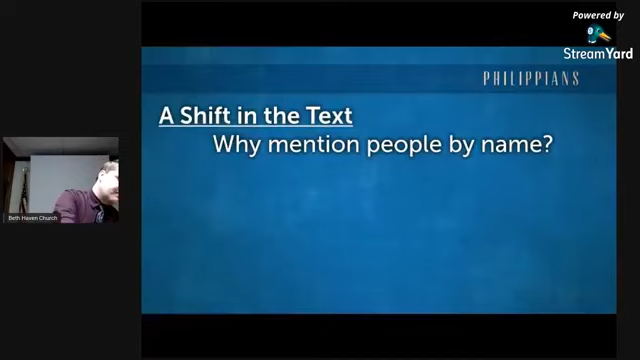 Powered by
StreamYard
PHILIPPIANS
A Shift in the Text
Why mention people by name?
Beth Haven Church